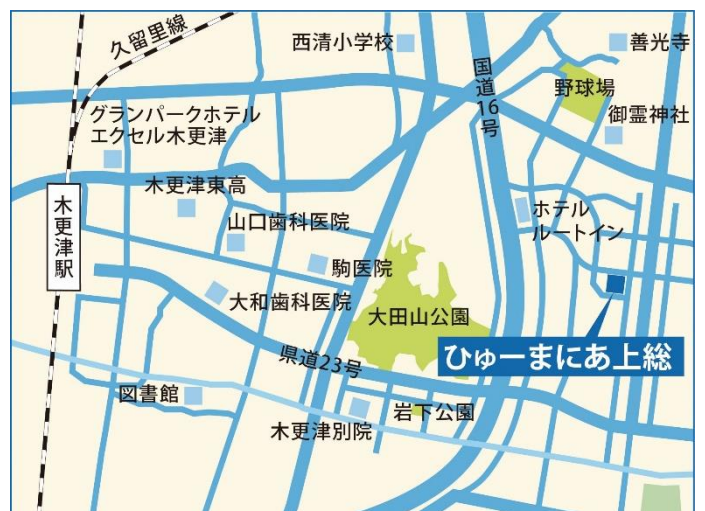 久留里線
西清小学校
国道16号
善光寺
野球場
グランパークホテル
エクセル木更津
御霊神社
木更津東高
木更津駅
山口歯科医院
ホテル
ルートイン
駒医院
大和歯科医院
大田山公園
ひゅーまにあ上総
県道23号
図書館
岩下公園
木更津別院